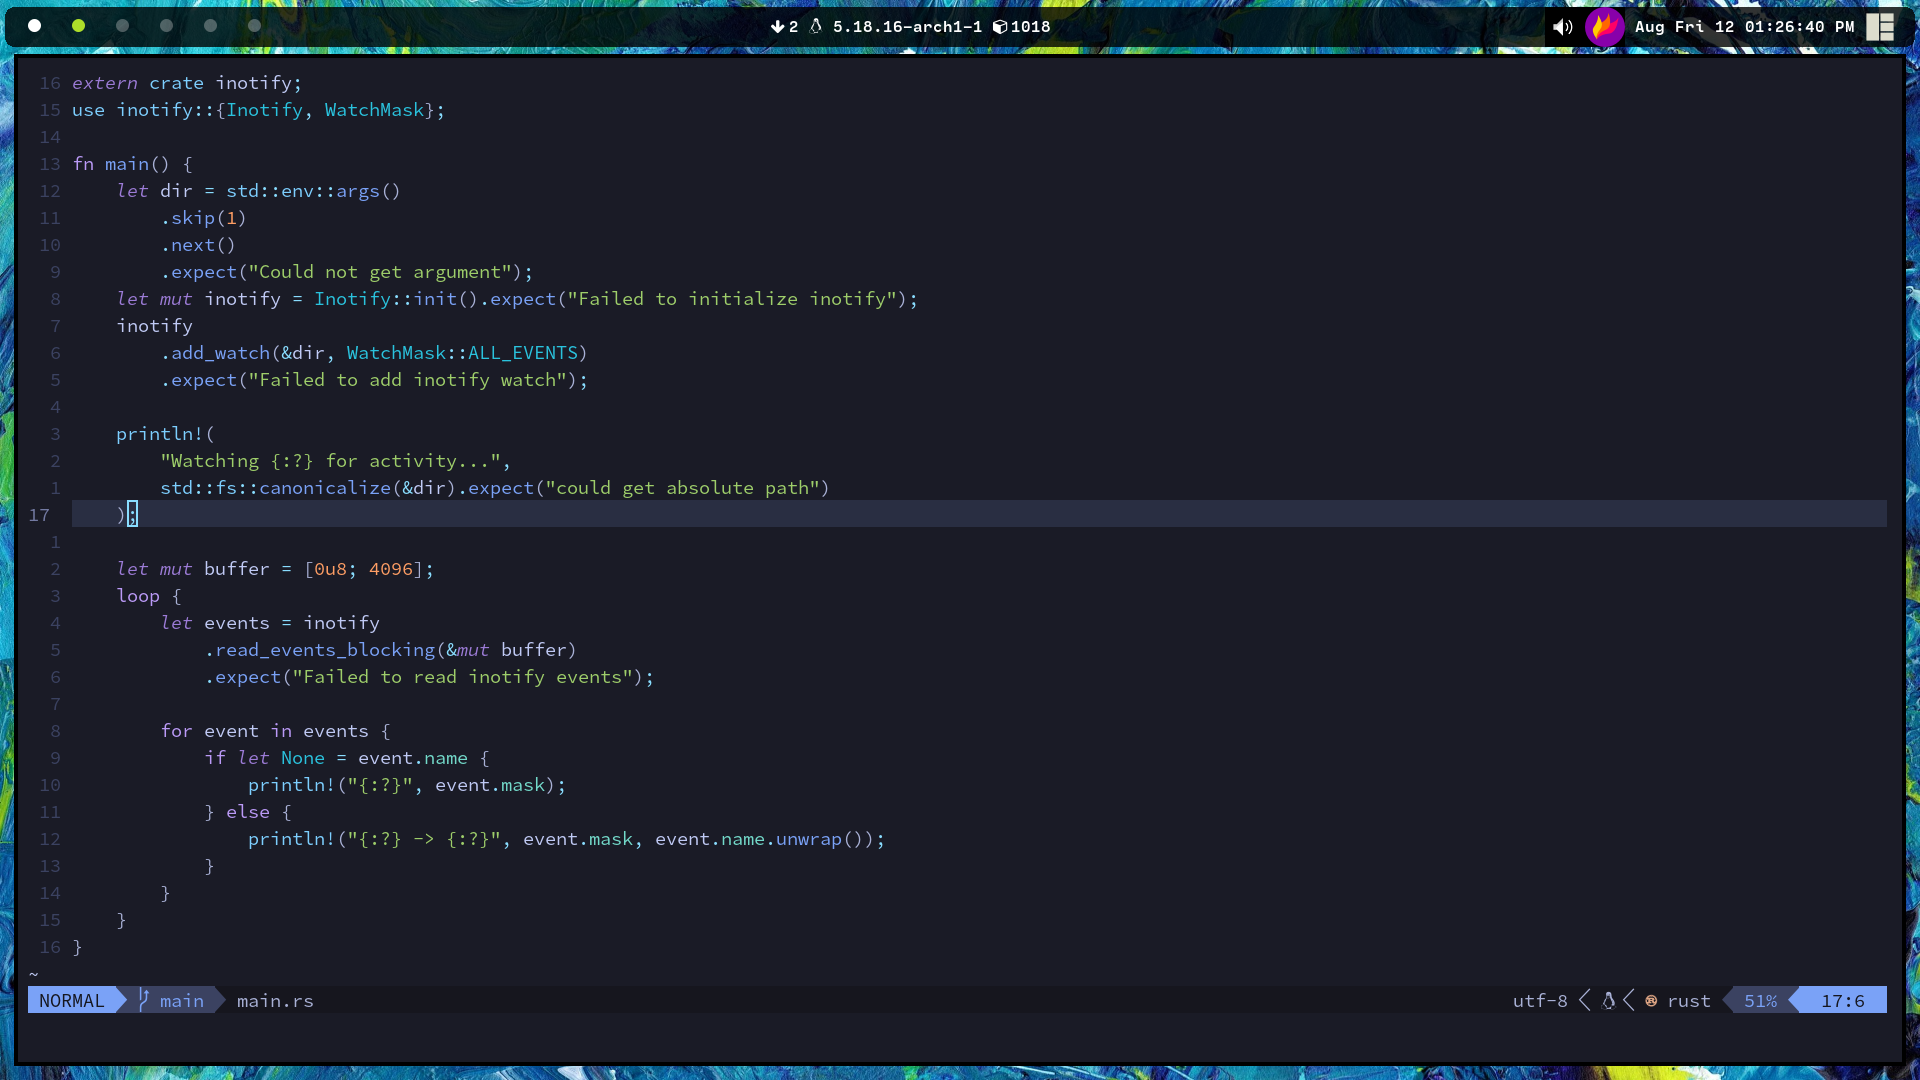 2 5.18.16-arch1-1 1018 Aug Fri 12 01:26:40 PM
16 extern crate inotify;
15 use inotify::{Inotify, WatchMask};
14
13 fn main() {
12     let dir = std::env::args()
11         .skip(1)
10         .next()
9         .expect("Could not get argument");
8     let mut inotify = Inotify::init().expect("Failed to initialize inotify");
7     inotify
6         .add_watch(&dir, WatchMask::ALL_EVENTS)
5         .expect("Failed to add inotify watch");
4
3     println!(
2         "Watching {:?} for activity...",
1         std::fs::canonicalize(&dir).expect("could get absolute path")
17     );
1
2     let mut buffer = [0u8; 4096];
3     loop {
4         let events = inotify
5             .read_events_blocking(&mut buffer)
6             .expect("Failed to read inotify events");
7
8         for event in events {
9             if let None = event.name {
10                 println!("{:?}", event.mask);
11             } else {
12                 println!("{:?} -> {:?}", event.mask, event.name.unwrap());
13             }
14         }
15     }
16 }
~
NORMAL main main.rs utf-8 rust 51% 17:6